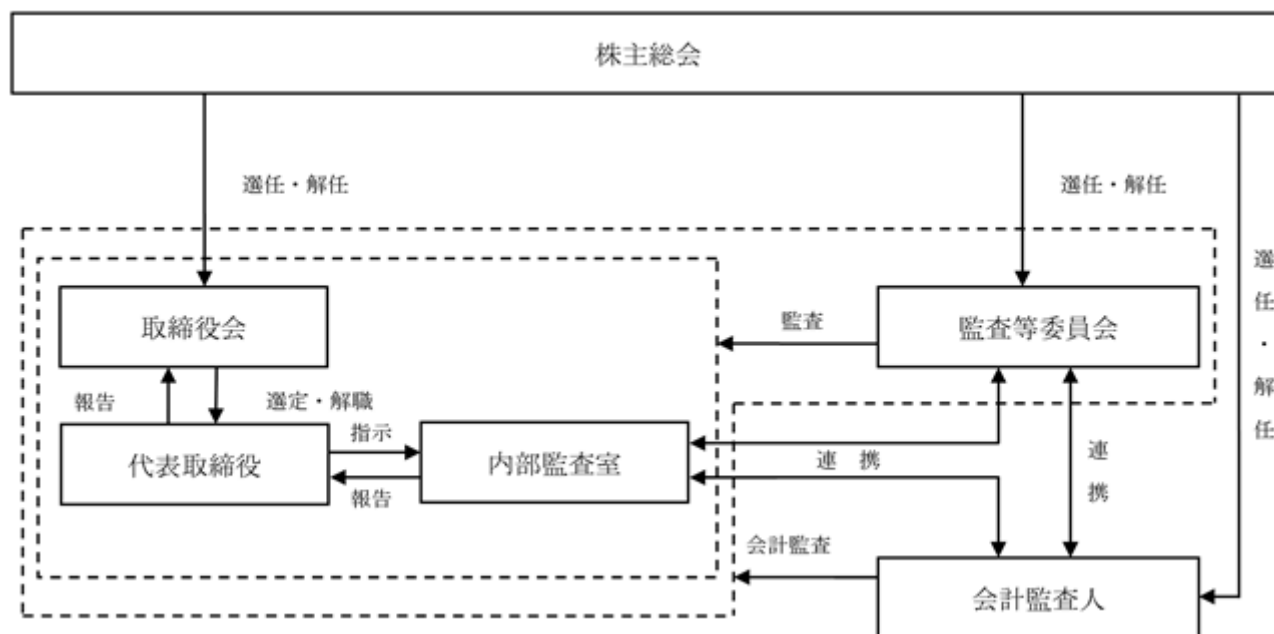 株主総会
選任・解任
選任・解任
選任・解任
取締役会
監査
監査等委員会
報告
選定・解職
代表取締役
指示
報告
内部監査室
連 携
連携
会計監査
会計監査人